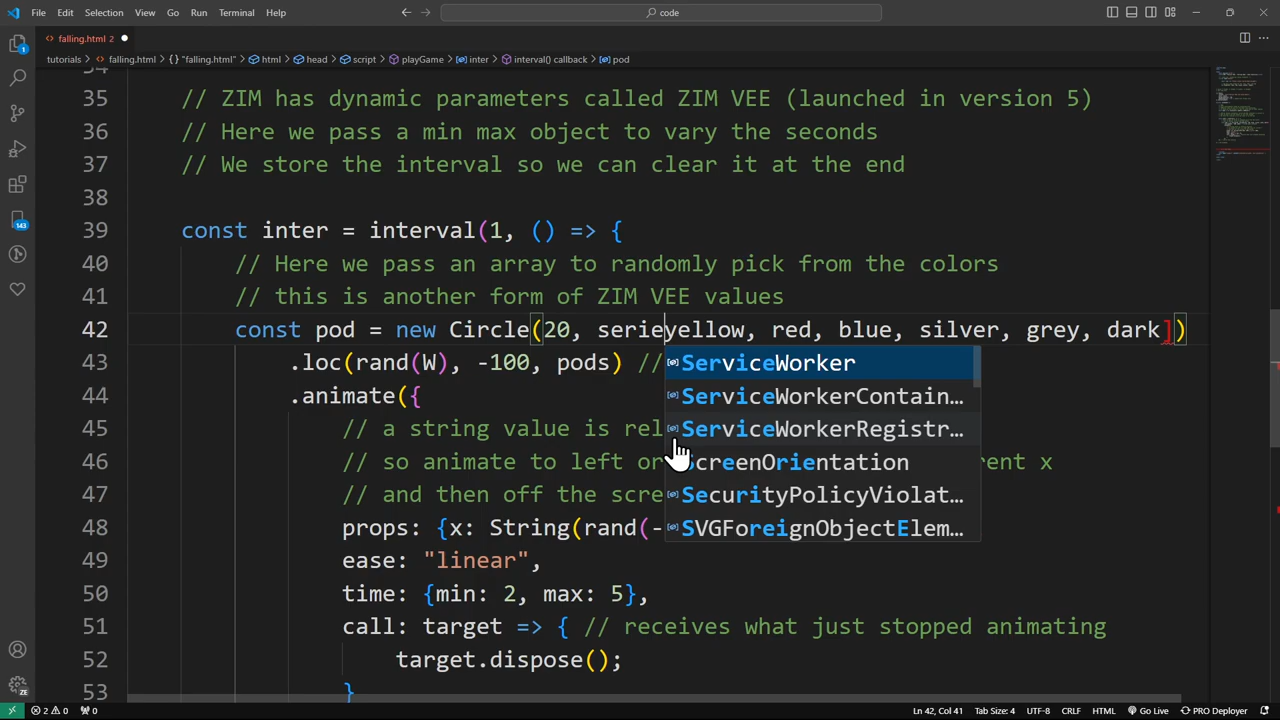 File Edit Selection View Go Run Terminal Help
code
falling.html 2
tutorials > falling.html > {} "falling.html" > html > head > script > playGame > inter > interval() callback > pod
34
35 // ZIM has dynamic parameters called ZIM VEE (launched in version 5)
36 // Here we pass a min max object to vary the seconds
37 // We store the interval so we can clear it at the end
38
39 const inter = interval(1, () => {
40 // Here we pass an array to randomly pick from the colors
41 // this is another form of ZIM VEE values
42 const pod = new Circle(20, serieyellow, red, blue, silver, grey, dark])
43 .loc(rand(W), -100, pods) //
ServiceWorker
44 .animate({
ServiceWorkerContain…
45 // a string value is rel
ServiceWorkerRegistr…
46 // so animate to left or
ScreenOrientation
rent x
47 // and then off the scre
SecurityPolicyViolat…
48 props: {x: String(rand(-
SVGForeignObjectElem…
49 ease: "linear",
50 time: {min: 2, max: 5},
51 call: target => { // receives what just stopped animating
52 target.dispose();
53 }
143
1
ZE
2 0 0 Ln 42, Col 41 Tab Size: 4 UTF-8 CRLF HTML Go Live PRO Deployer